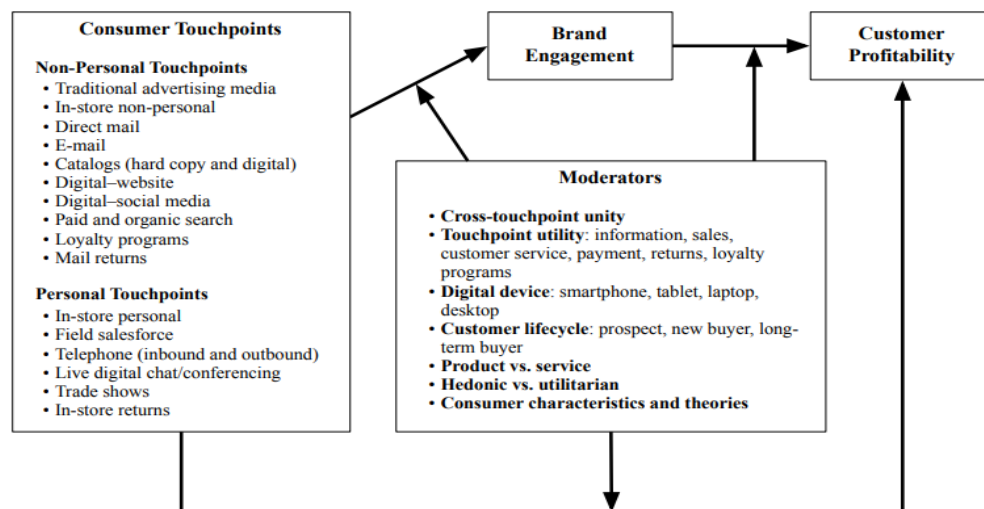 Consumer Touchpoints
Non-Personal Touchpoints
• Traditional advertising media
• In-store non-personal
• Direct mail
• E-mail
• Catalogs (hard copy and digital)
• Digital–website
• Digital–social media
• Paid and organic search
• Loyalty programs
• Mail returns
Personal Touchpoints
• In-store personal
• Field salesforce
• Telephone (inbound and outbound)
• Live digital chat/conferencing
• Trade shows
• In-store returns
Brand
Engagement
Customer
Profitability
Moderators
• Cross-touchpoint unity
• Touchpoint utility: information, sales,
customer service, payment, returns, loyalty
programs
• Digital device: smartphone, tablet, laptop,
desktop
• Customer lifecycle: prospect, new buyer, long-
term buyer
• Product vs. service
• Hedonic vs. utilitarian
• Consumer characteristics and theories